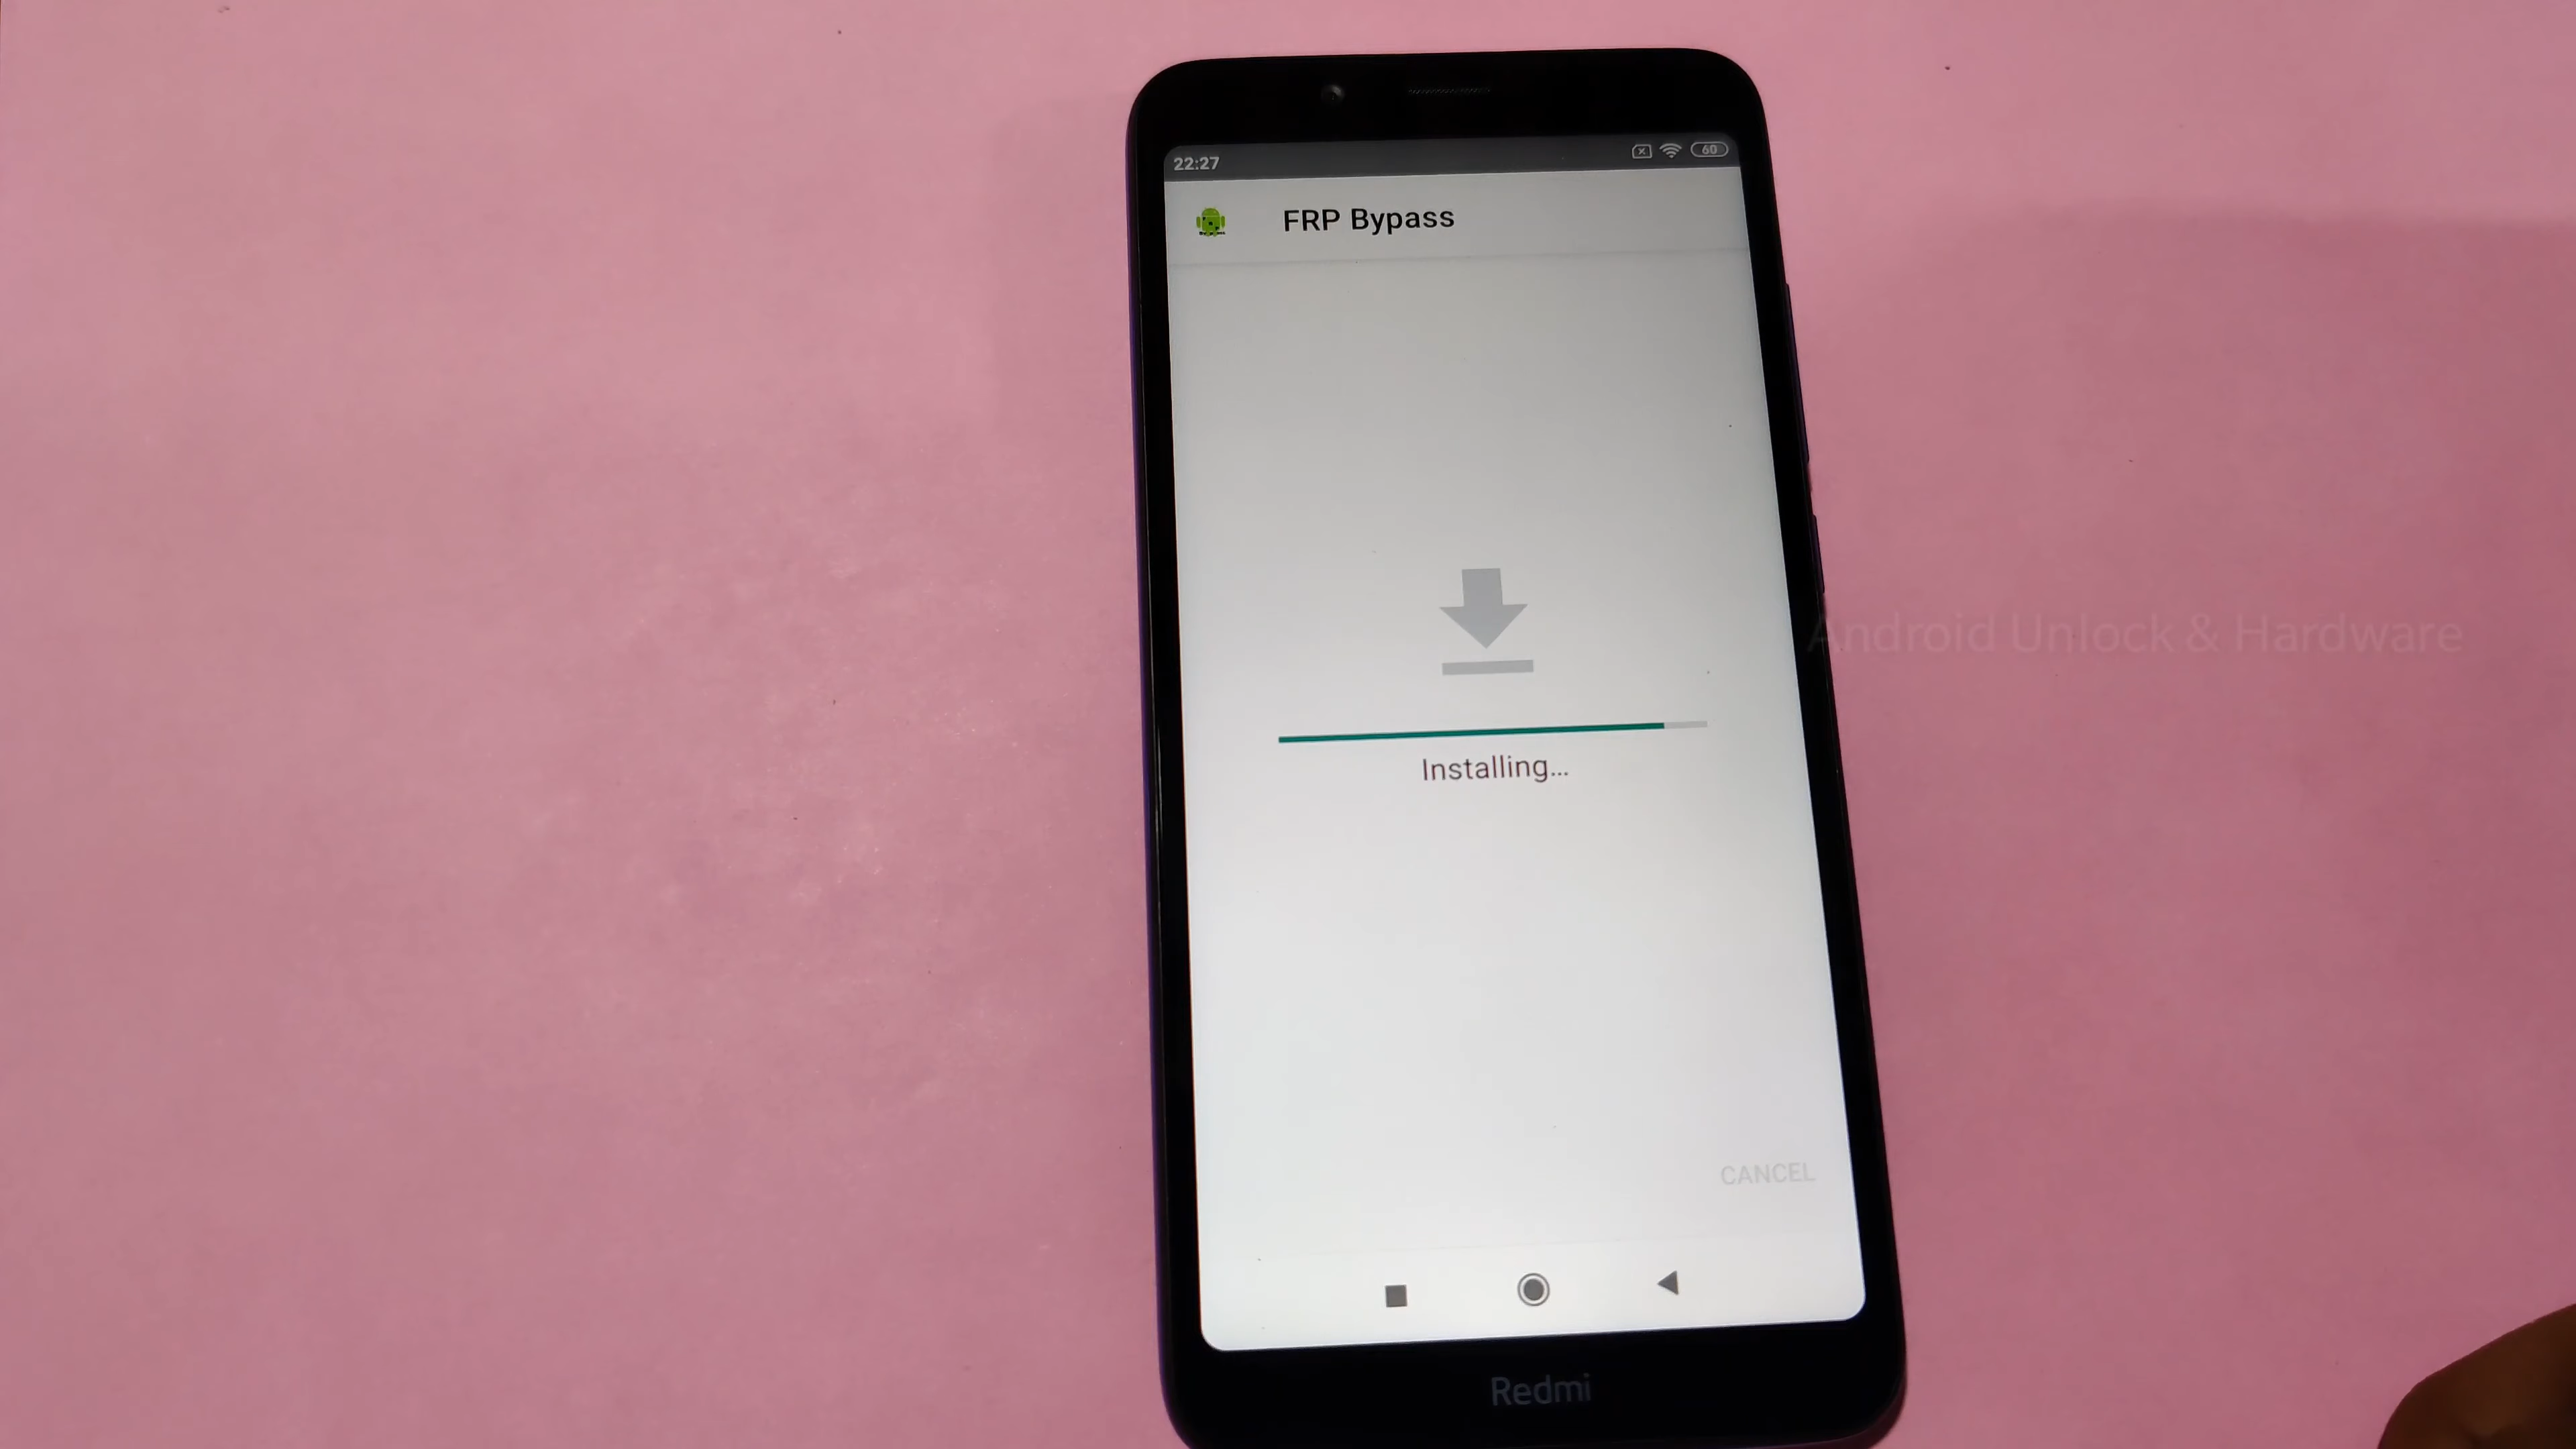 22:27
60
FRP Bypass
Android Unlock & Hardware
Installing...
CANCEL
Redmi